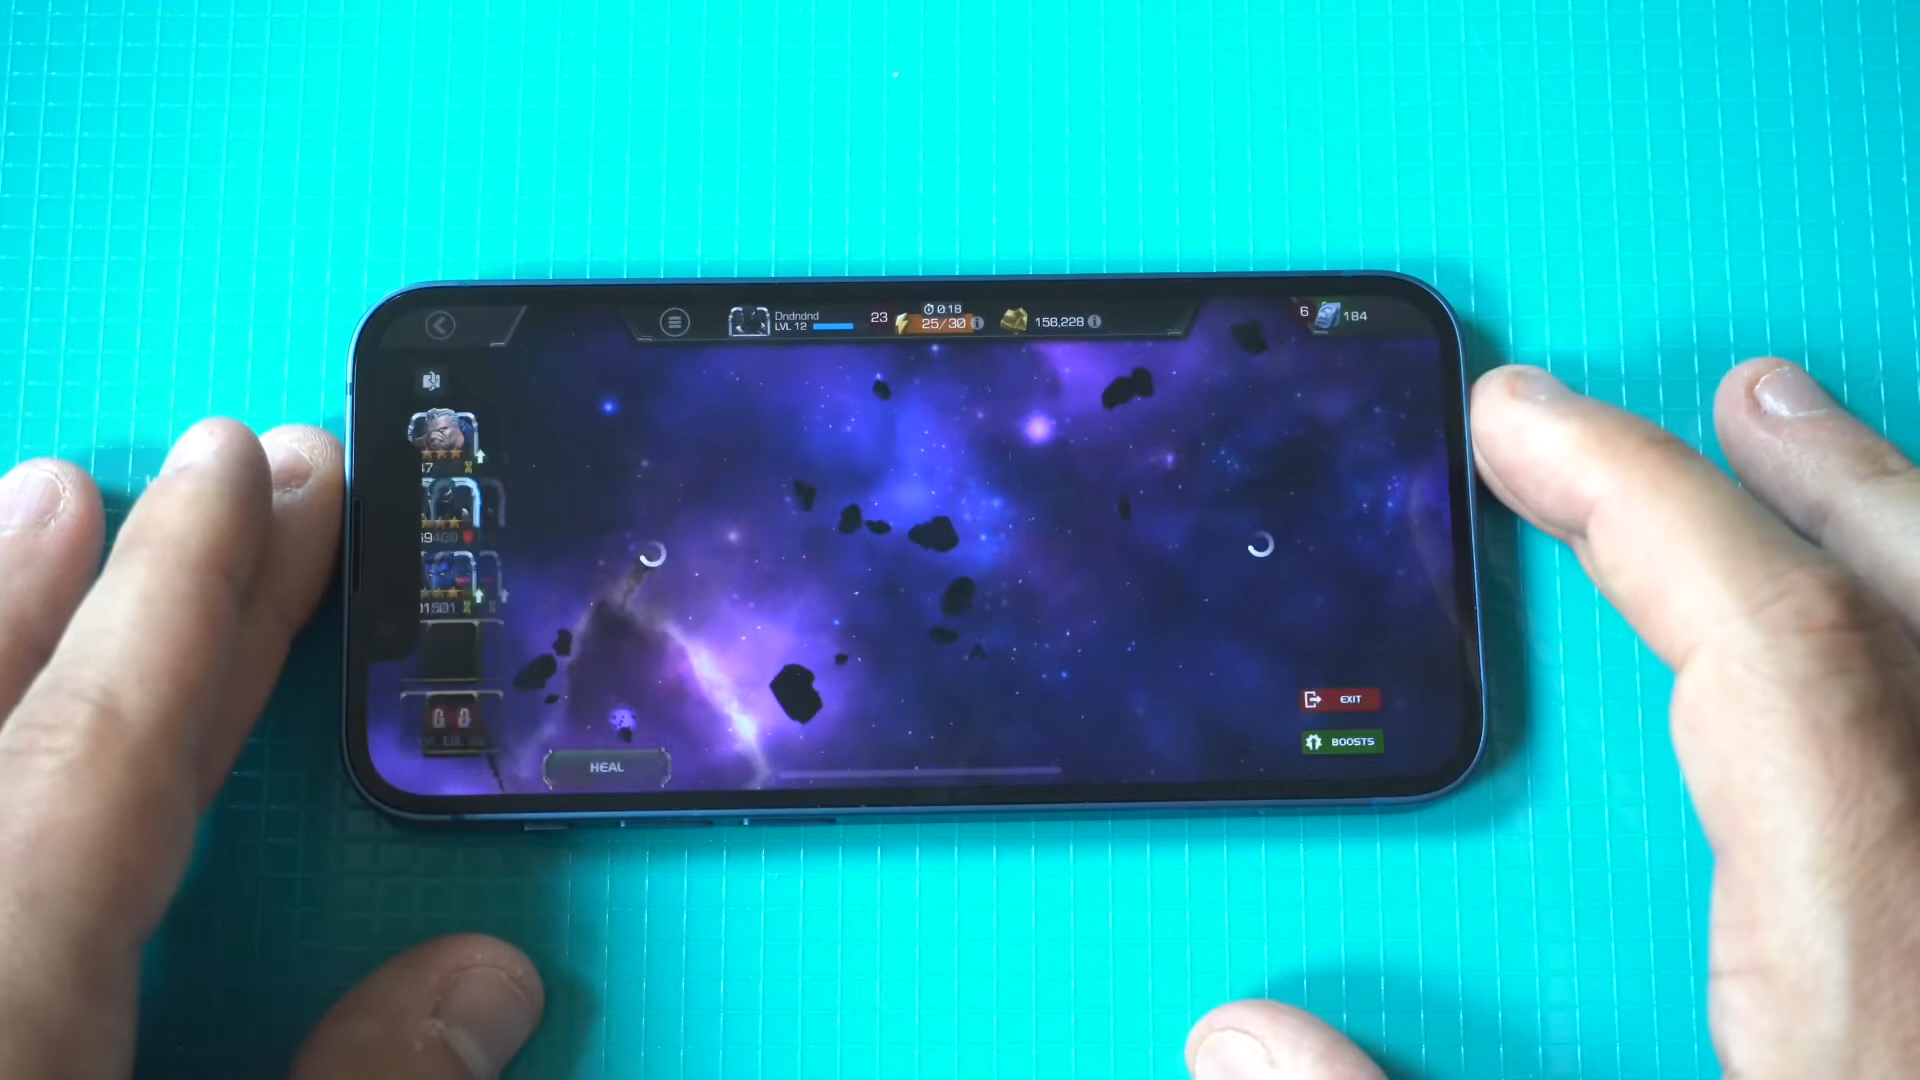 Dndndnd
LVL 12
23
0:18
25/30
158,228
6
184
HEAL
EXIT
BOOSTS